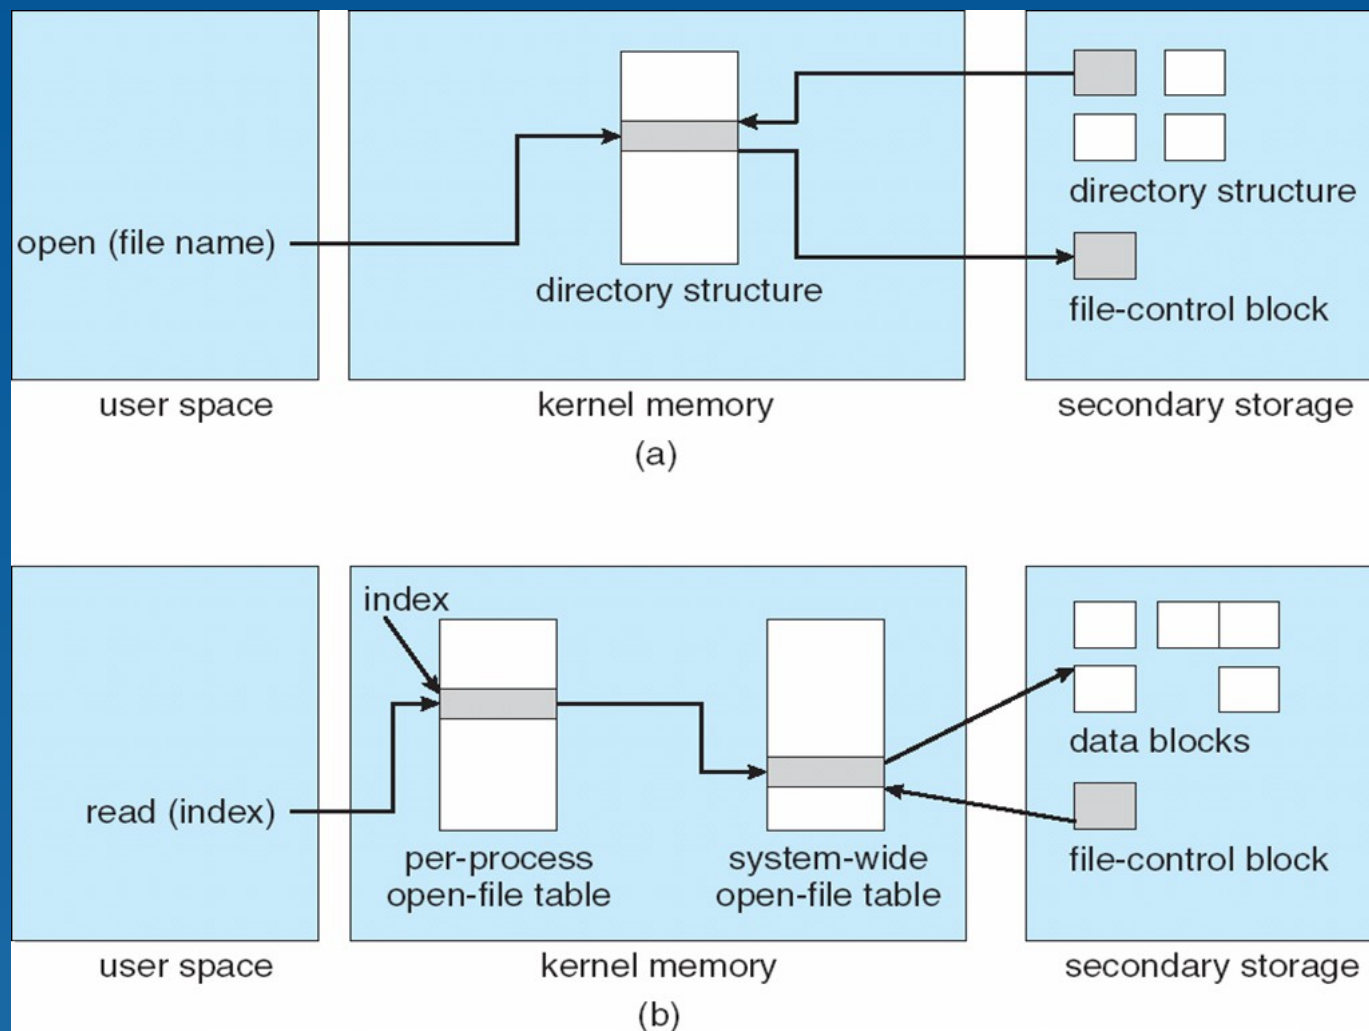 open (file name)
directory structure
directory structure
file-control block
user space
kernel memory
secondary storage
(a)
index
read (index)
per-process
open-file table
system-wide
open-file table
data blocks
file-control block
user space
kernel memory
secondary storage
(b)